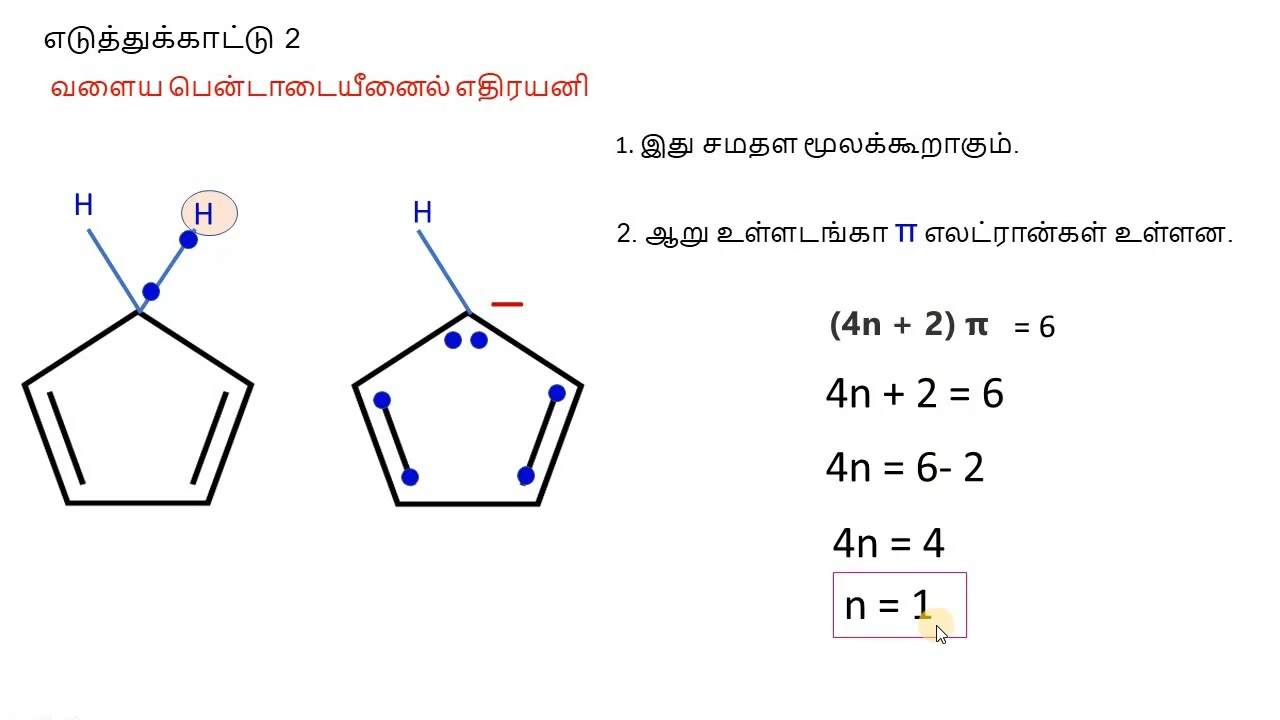 எடுத்துக்காட்டு 2
வளைய பென்டாடையீனைல் எதிரயனி
1. இது சமதள மூலக்கூறாகும்.
H
H
H
2. ஆறு உள்ளடங்கா π எலட்ரான்கள் உள்ளன.
(4n + 2) π = 6
4n + 2 = 6
4n = 6- 2
4n = 4
n = 1